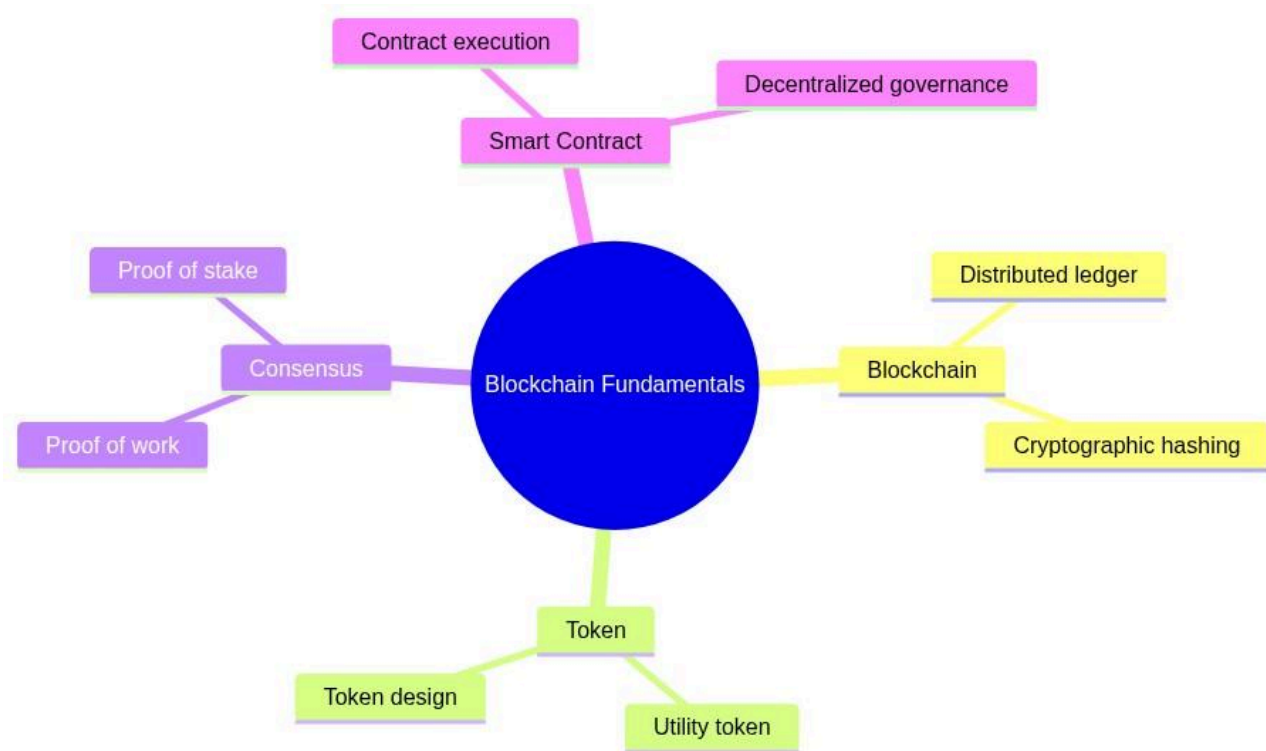 Contract execution
Decentralized governance
Smart Contract
Proof of stake
Distributed ledger
Consensus
Blockchain
Blockchain Fundamentals
Proof of work
Cryptographic hashing
Token
Token design
Utility token